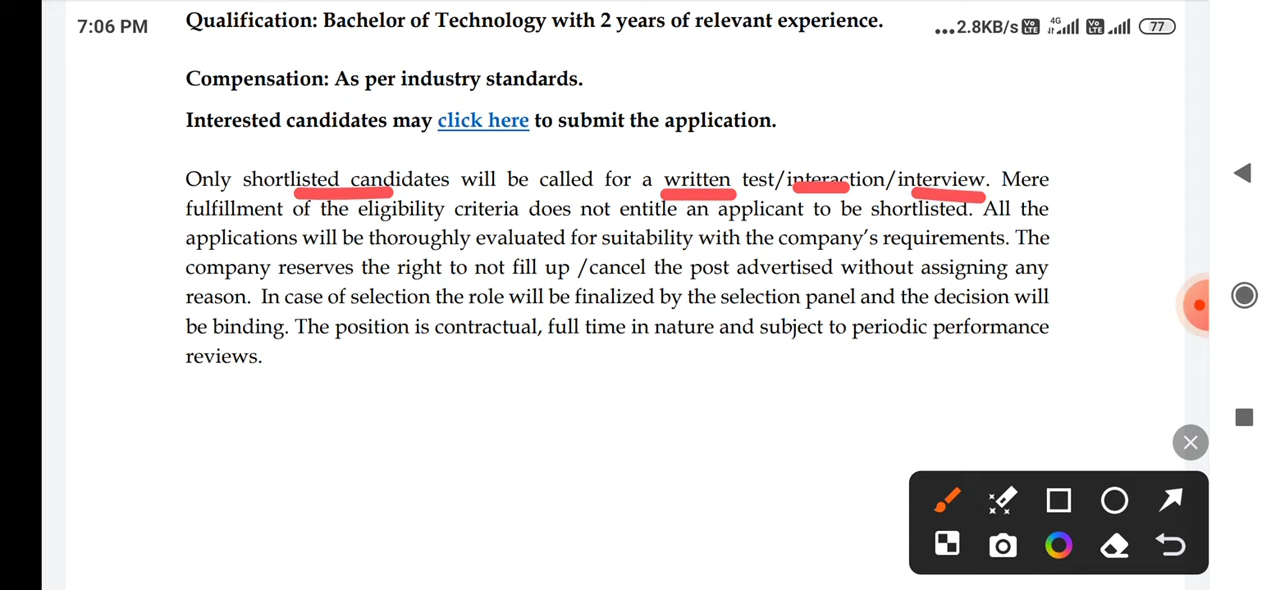 Qualification: Bachelor of Technology with 2 years of relevant experience.
7:06 PM
...2.8KB/s Vo LTE 4G Vo LTE 77
Compensation: As per industry standards.
Interested candidates may click here to submit the application.
Only shortlisted candidates will be called for a written test/interaction/interview. Mere
fulfillment of the eligibility criteria does not entitle an applicant to be shortlisted. All the
applications will be thoroughly evaluated for suitability with the company's requirements. The
company reserves the right to not fill up /cancel the post advertised without assigning any
reason. In case of selection the role will be finalized by the selection panel and the decision will
be binding. The position is contractual, full time in nature and subject to periodic performance
reviews.